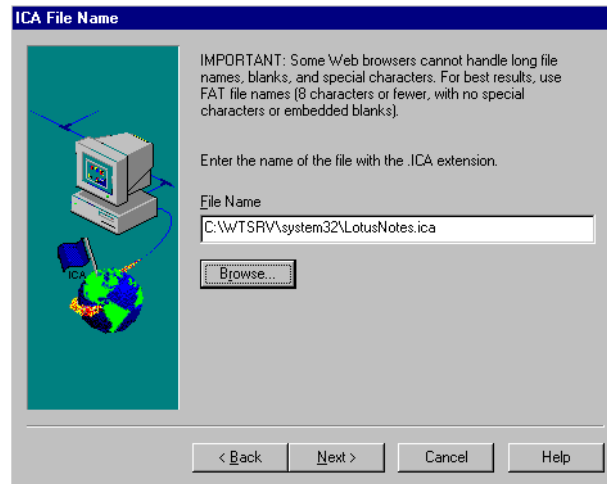 ICA File Name
IMPORTANT: Some Web browsers cannot handle long file
names, blanks, and special characters. For best results, use
FAT file names (8 characters or fewer, with no special
characters or embedded blanks).
Enter the name of the file with the .ICA extension.
File Name
C:\WTSRV\system32\LotusNotes.ica
Browse...
ICA
< Back
Next >
Cancel
Help